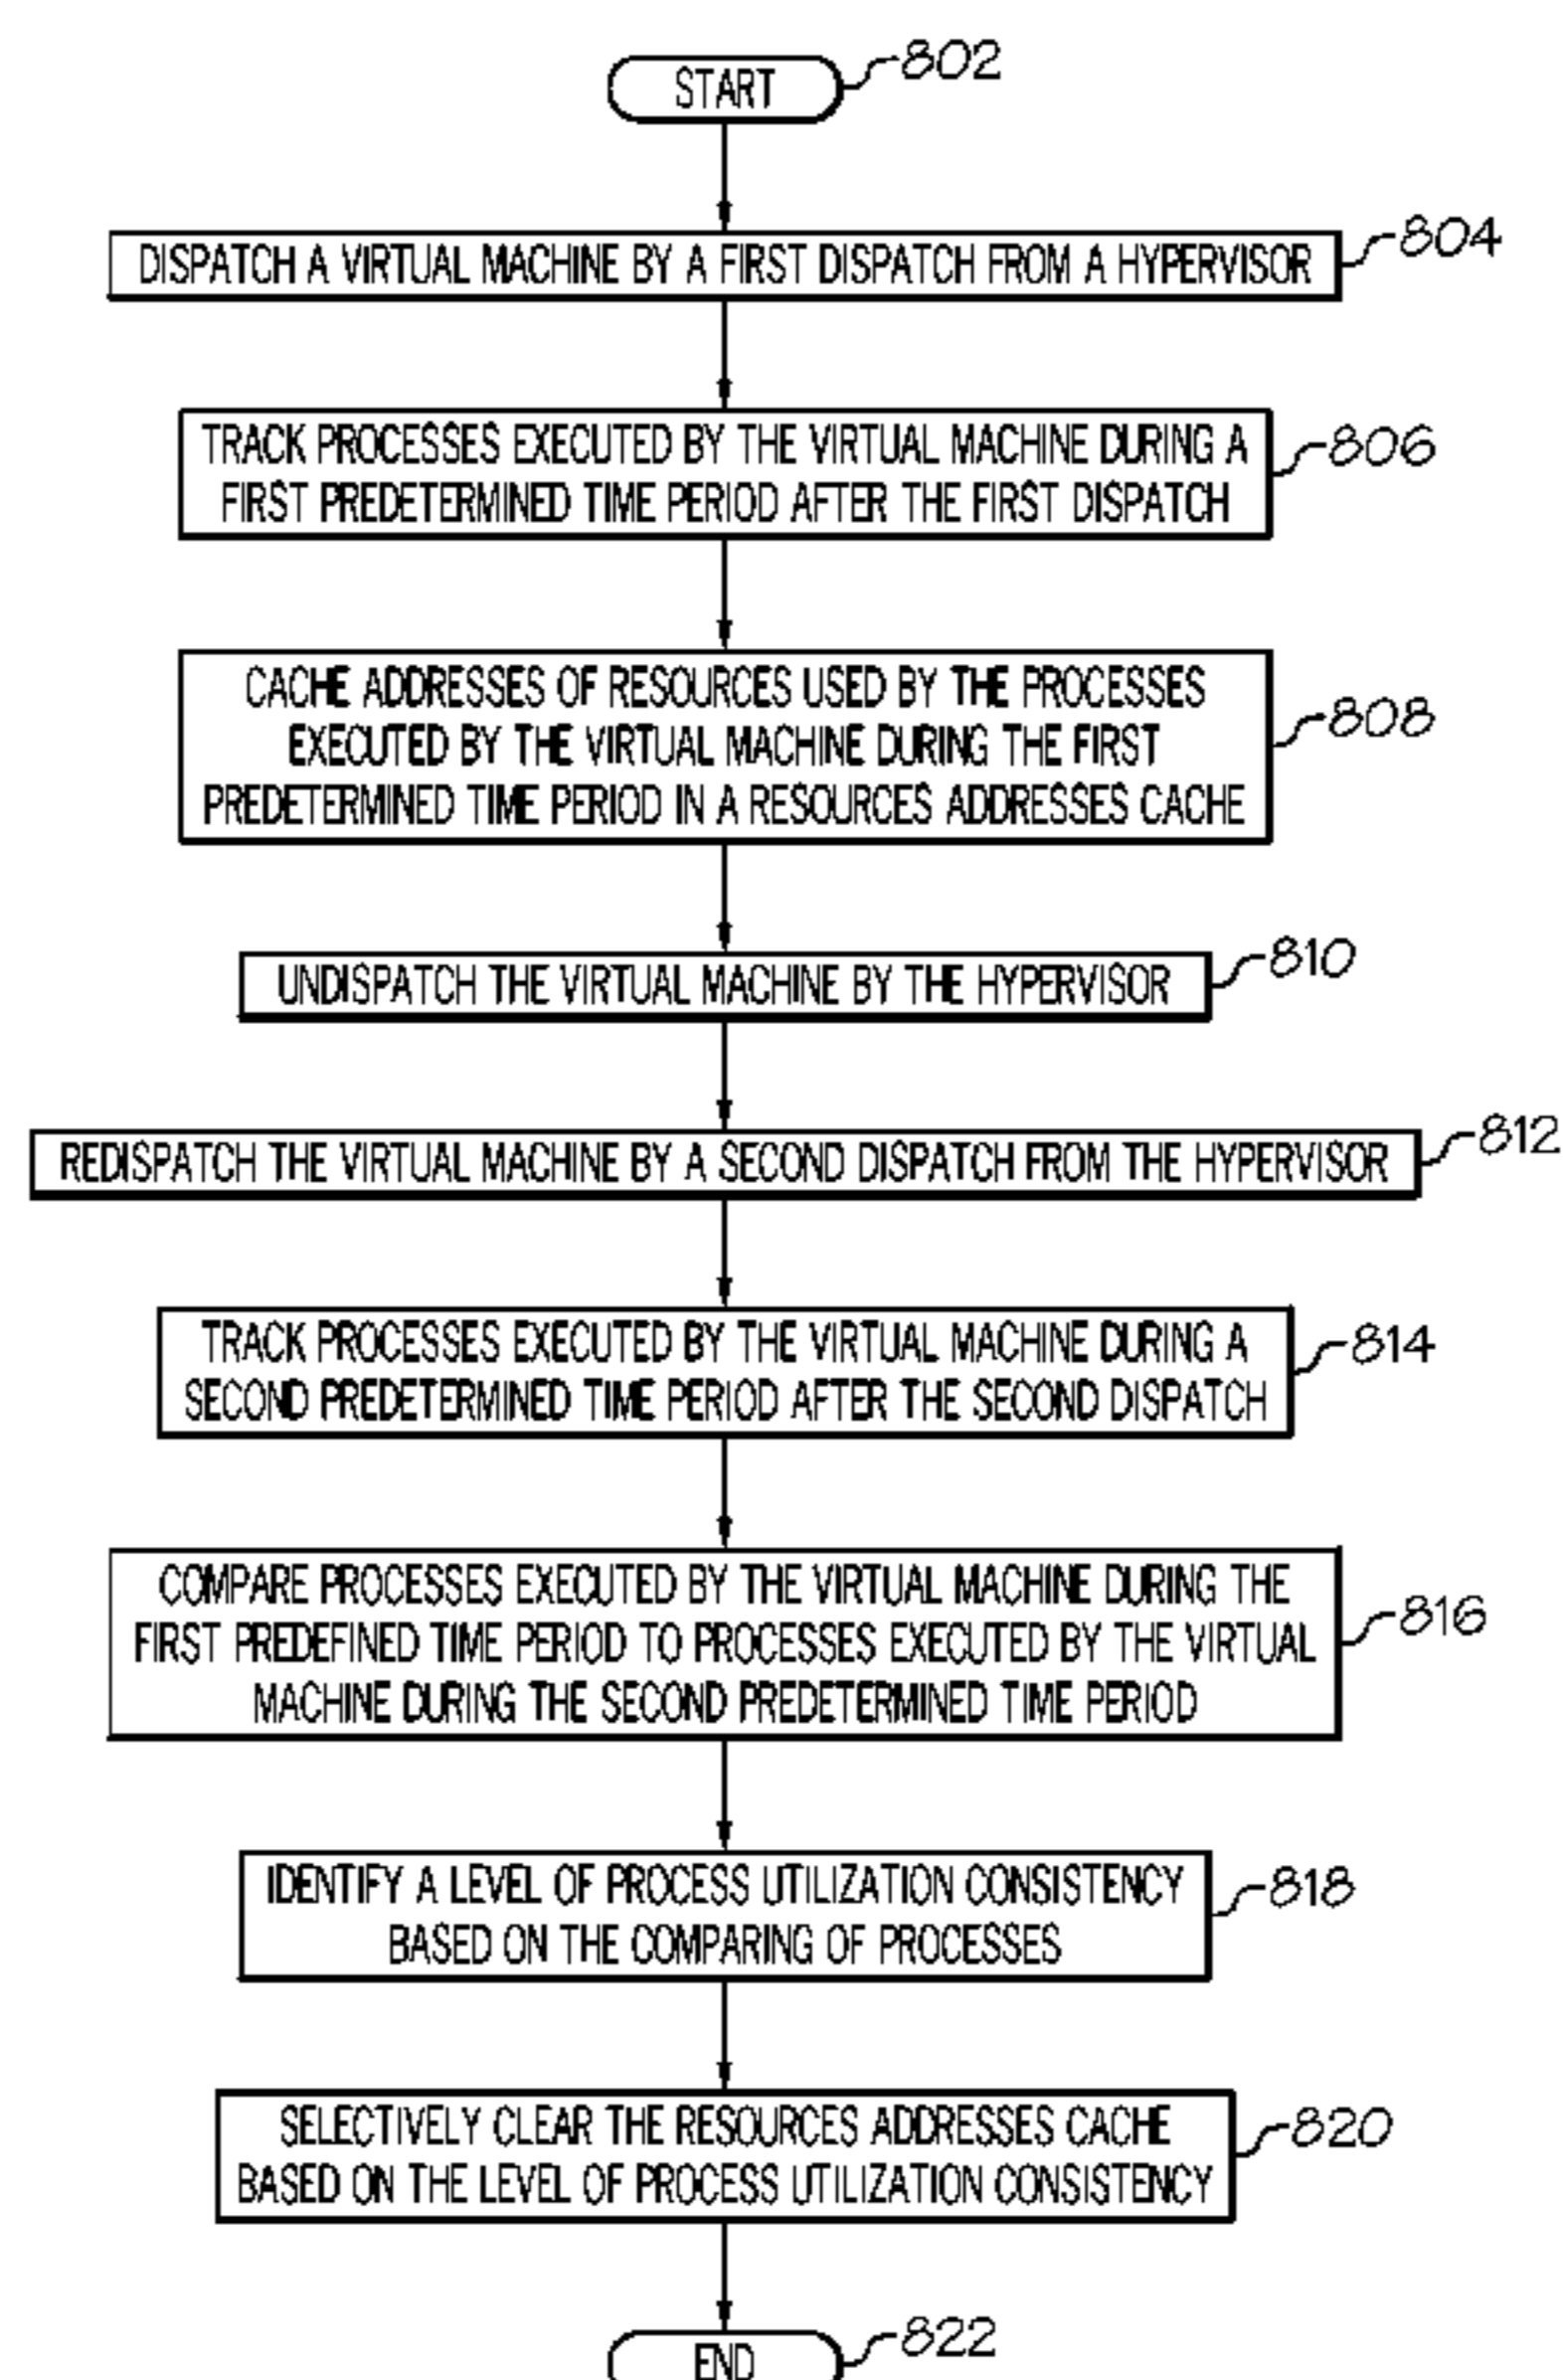 START
802
DISPATCH A VIRTUAL MACHINE BY A FIRST DISPATCH FROM A HYPERVISOR
804
TRACK PROCESSES EXECUTED BY THE VIRTUAL MACHINE DURING A
FIRST PREDETERMINED TIME PERIOD AFTER THE FIRST DISPATCH
806
CACHE ADDRESSES OF RESOURCES USED BY THE PROCESSES
EXECUTED BY THE VIRTUAL MACHINE DURING THE FIRST
PREDETERMINED TIME PERIOD IN A RESOURCES ADDRESSES CACHE
808
UNDISPATCH THE VIRTUAL MACHINE BY THE HYPERVISOR
810
REDISPATCH THE VIRTUAL MACHINE BY A SECOND DISPATCH FROM THE HYPERVISOR
812
TRACK PROCESSES EXECUTED BY THE VIRTUAL MACHINE DURING A
SECOND PREDETERMINED TIME PERIOD AFTER THE SECOND DISPATCH
814
COMPARE PROCESSES EXECUTED BY THE VIRTUAL MACHINE DURING THE
FIRST PREDEFINED TIME PERIOD TO PROCESSES EXECUTED BY THE VIRTUAL
MACHINE DURING THE SECOND PREDETERMINED TIME PERIOD
816
IDENTIFY A LEVEL OF PROCESS UTILIZATION CONSISTENCY
BASED ON THE COMPARING OF PROCESSES
818
SELECTIVELY CLEAR THE RESOURCES ADDRESSES CACHE
BASED ON THE LEVEL OF PROCESS UTILIZATION CONSISTENCY
820
END
822